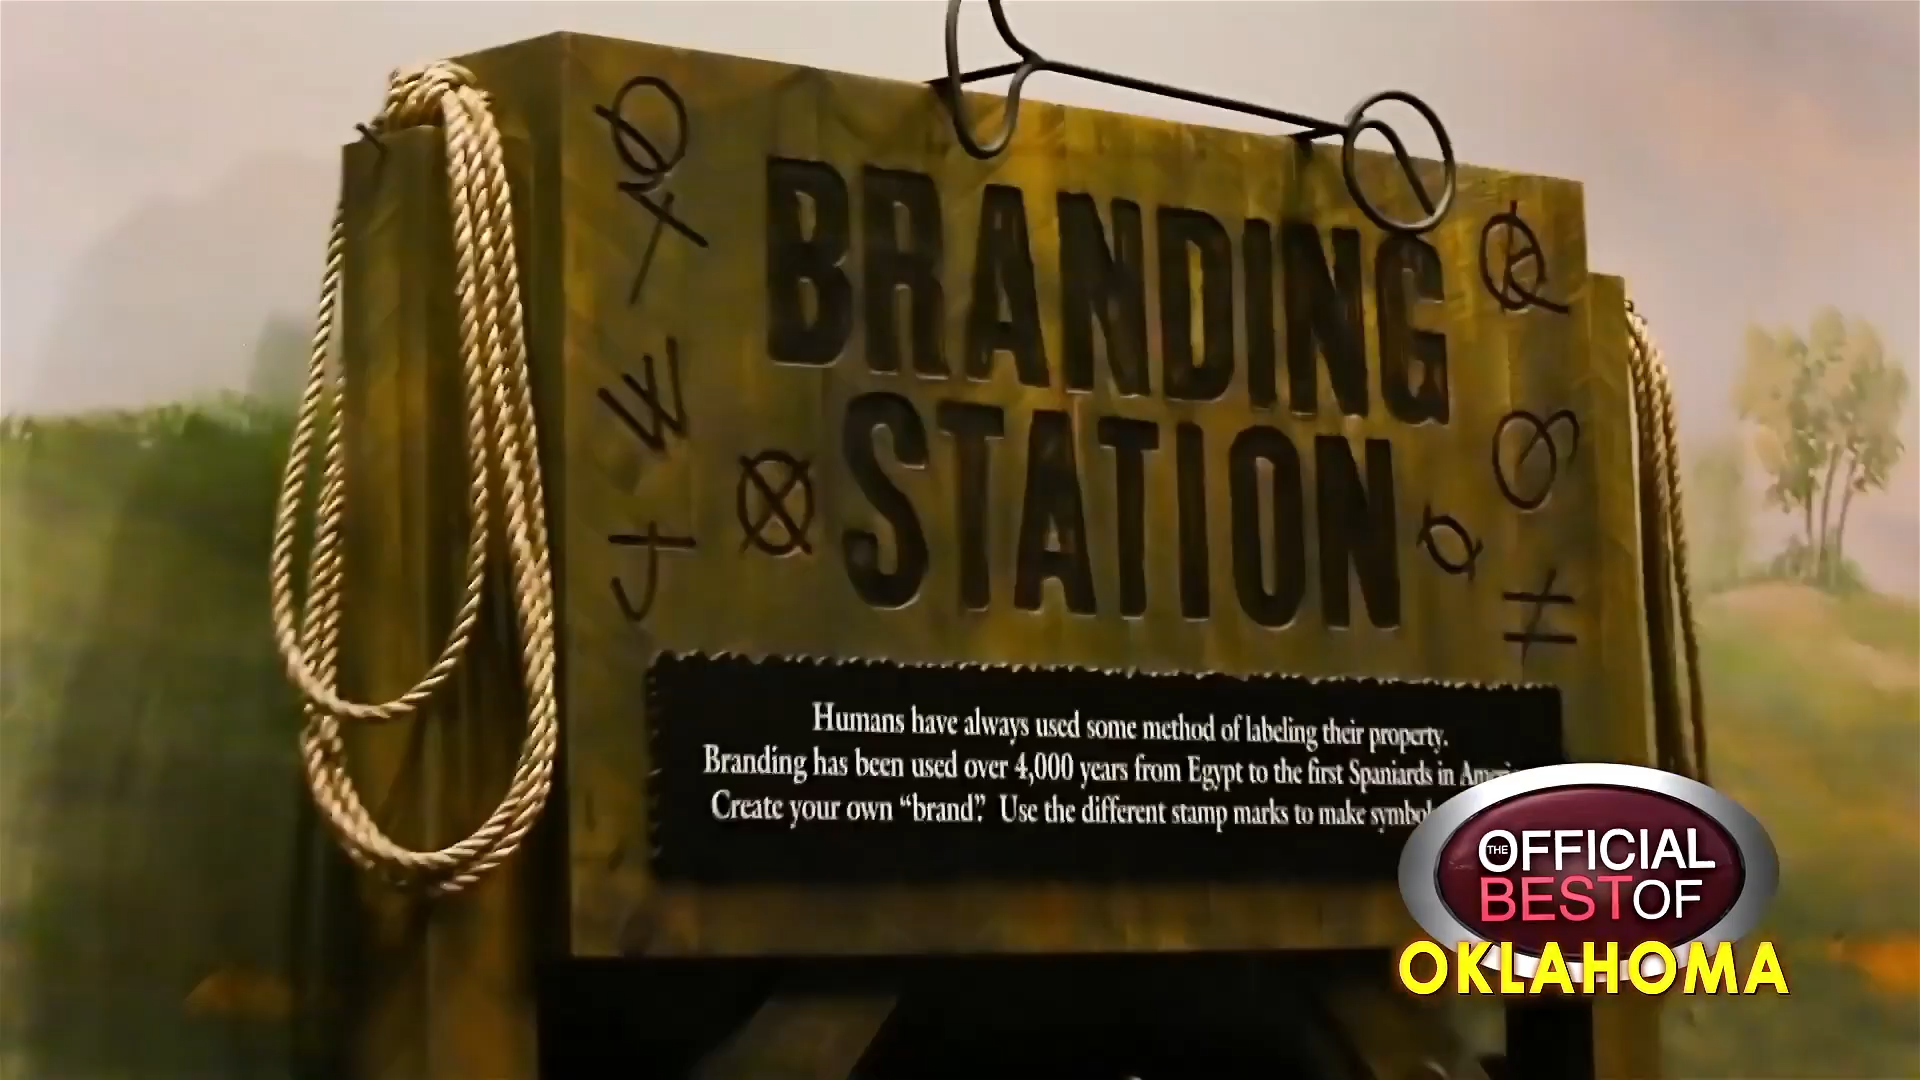 BRANDING
STATION
Humans have always used some method of labeling their property.
Branding has been used over 4,000 years from Egypt to the first Spaniards in
Create your own “brand”. Use the different stamp marks to make
THE OFFICIAL
BEST OF
OKLAHOMA